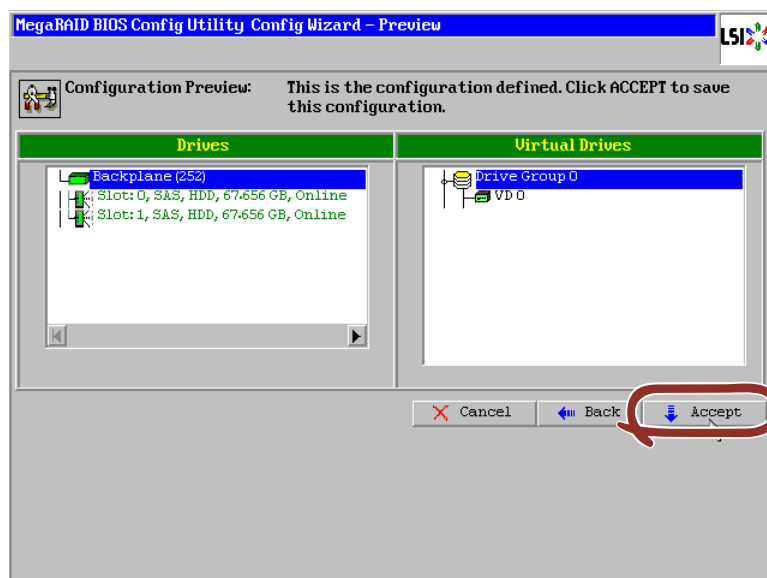 MegaRAID BIOS Config Utility Config Wizard – Preview
LSI
Configuration Preview:
This is the configuration defined. Click ACCEPT to save
this configuration.
Drives
Backplane (252)
Slot: 0, SAS, HDD, 67.656 GB, Online
Slot: 1, SAS, HDD, 67.656 GB, Online
Virtual Drives
Drive Group 0
VD 0
Cancel
Back
Accept